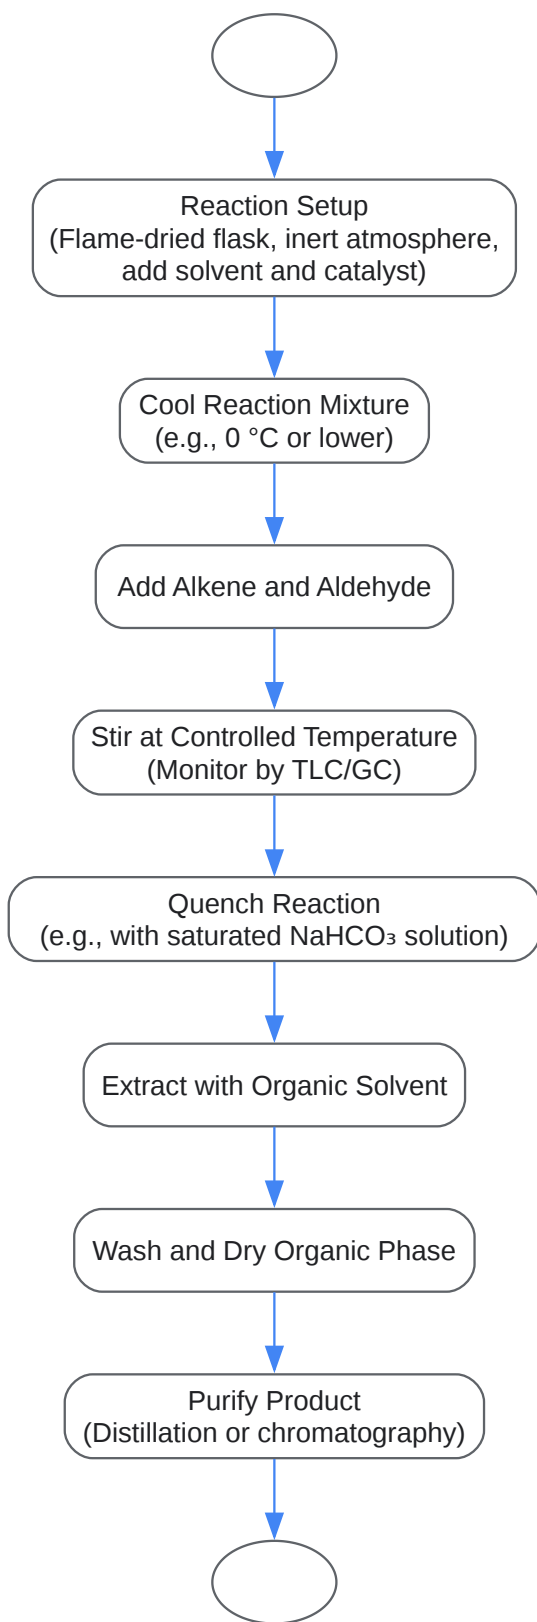 Reaction Setup
(Flame-dried flask, inert atmosphere,
add solvent and catalyst)
Cool Reaction Mixture
(e.g., 0 °C or lower)
Add Alkene and Aldehyde
Stir at Controlled Temperature
(Monitor by TLC/GC)
Quench Reaction
(e.g., with saturated NaHCO₃ solution)
Extract with Organic Solvent
Wash and Dry Organic Phase
Purify Product
(Distillation or chromatography)